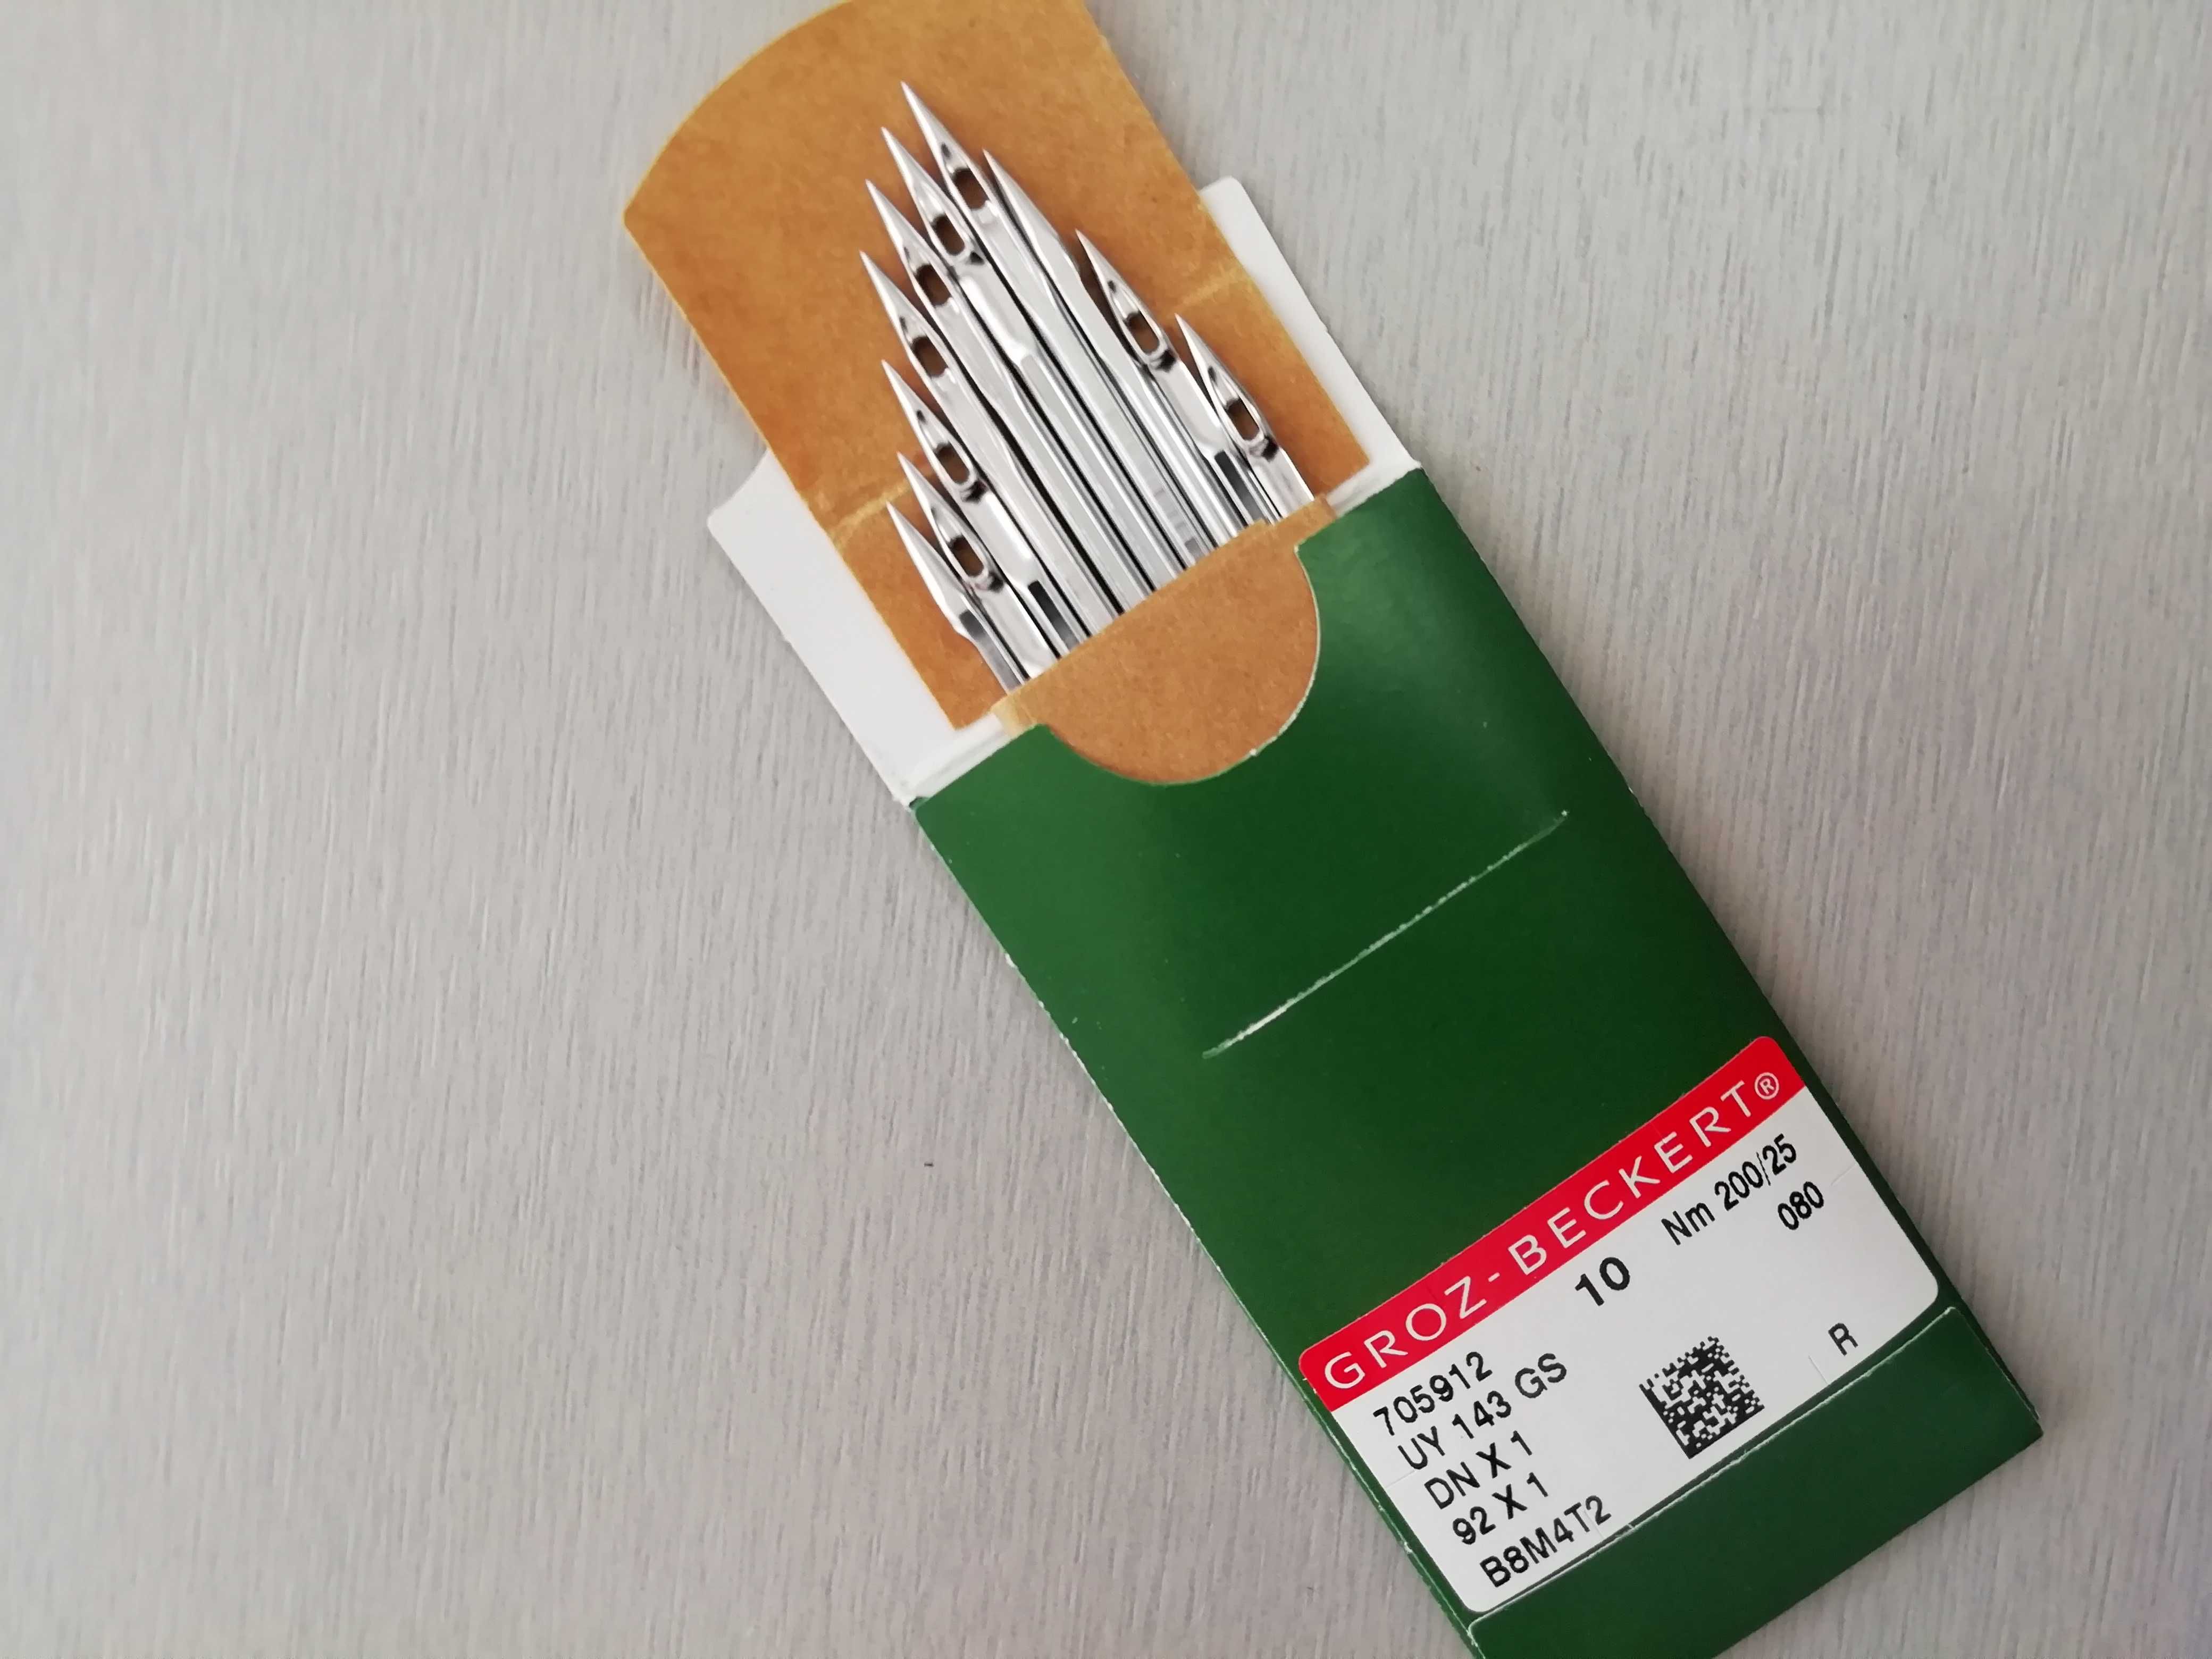 GROZ-BECKERT®
705912 10 Nm 200/25
UY 143 GS 080
DN X 1
92 X 1 R
B8M4T2